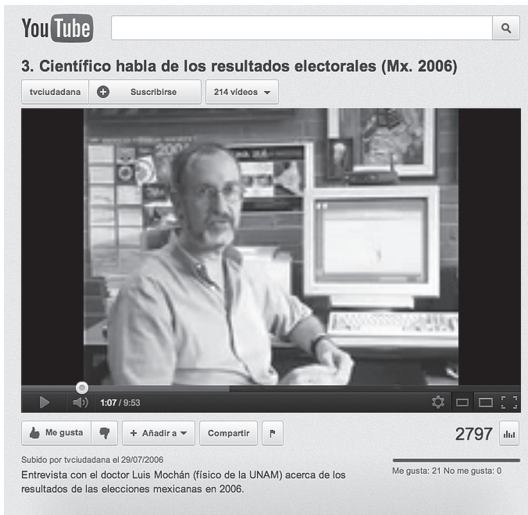 YouTube
3. Científico habla de los resultados electorales (Mx. 2006)
tvciudadana Suscribirse 214 vídeos
1:07 / 9:53
Me gusta Añadir a Compartir 2797
Subido por tvciudadana el 29/07/2006
Me gusta: 21 No me gusta: 0
Entrevista con el doctor Luis Mochán (físico de la UNAM) acerca de los
resultados de las elecciones mexicanas en 2006.